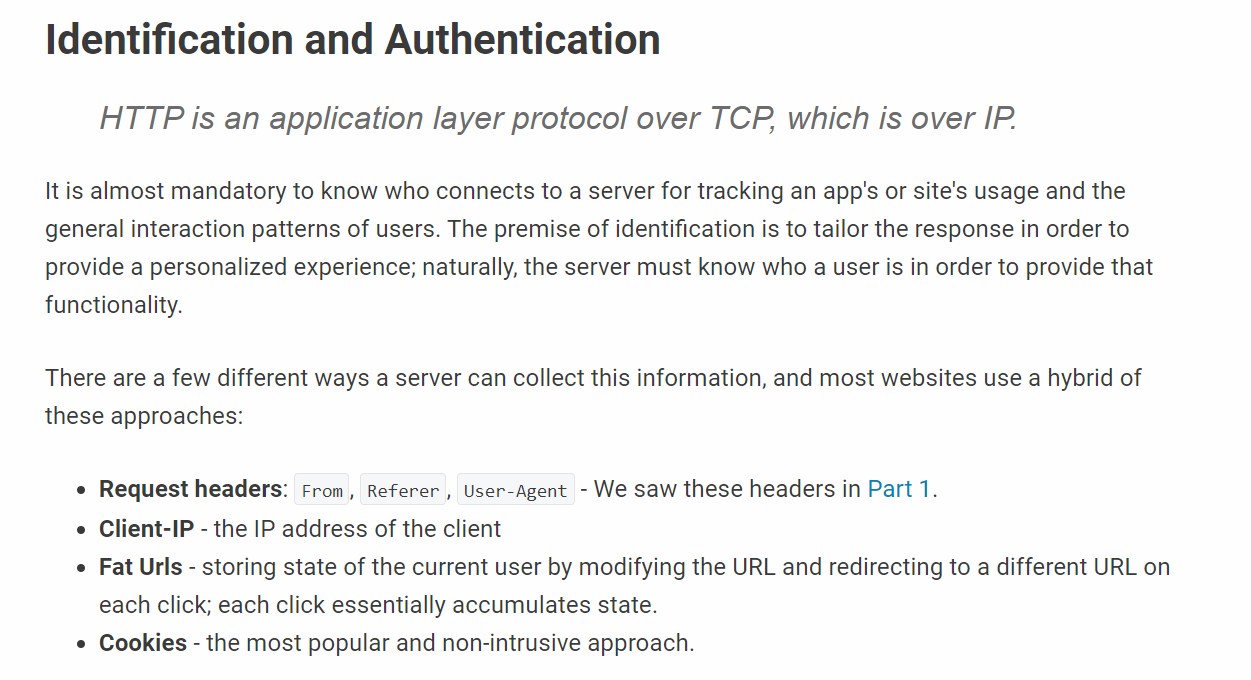 Identification and Authentication
HTTP is an application layer protocol over TCP, which is over IP.
It is almost mandatory to know who connects to a server for tracking an app's or site's usage and the
general interaction patterns of users. The premise of identification is to tailor the response in order to
provide a personalized experience; naturally, the server must know who a user is in order to provide that
functionality.
There are a few different ways a server can collect this information, and most websites use a hybrid of
these approaches:
• Request headers: From, Referer, User-Agent - We saw these headers in Part 1.
• Client-IP - the IP address of the client
• Fat Urls - storing state of the current user by modifying the URL and redirecting to a different URL on
each click; each click essentially accumulates state.
• Cookies - the most popular and non-intrusive approach.